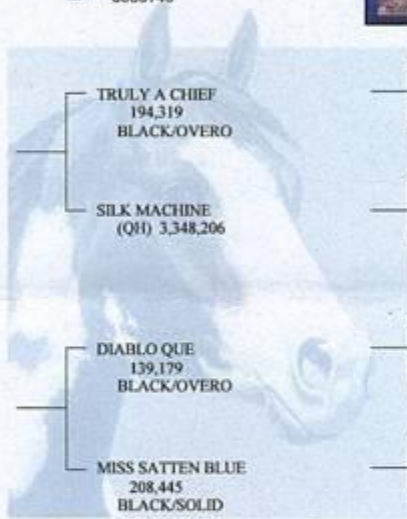 TRULY A CHIEF
194,319
BLACK/OVERO
SILK MACHINE
(QH) 3,348,206
DIABLO QUE
139,179
BLACK/OVERO
MISS SATTEN BLUE
208,445
BLACK/SOLID